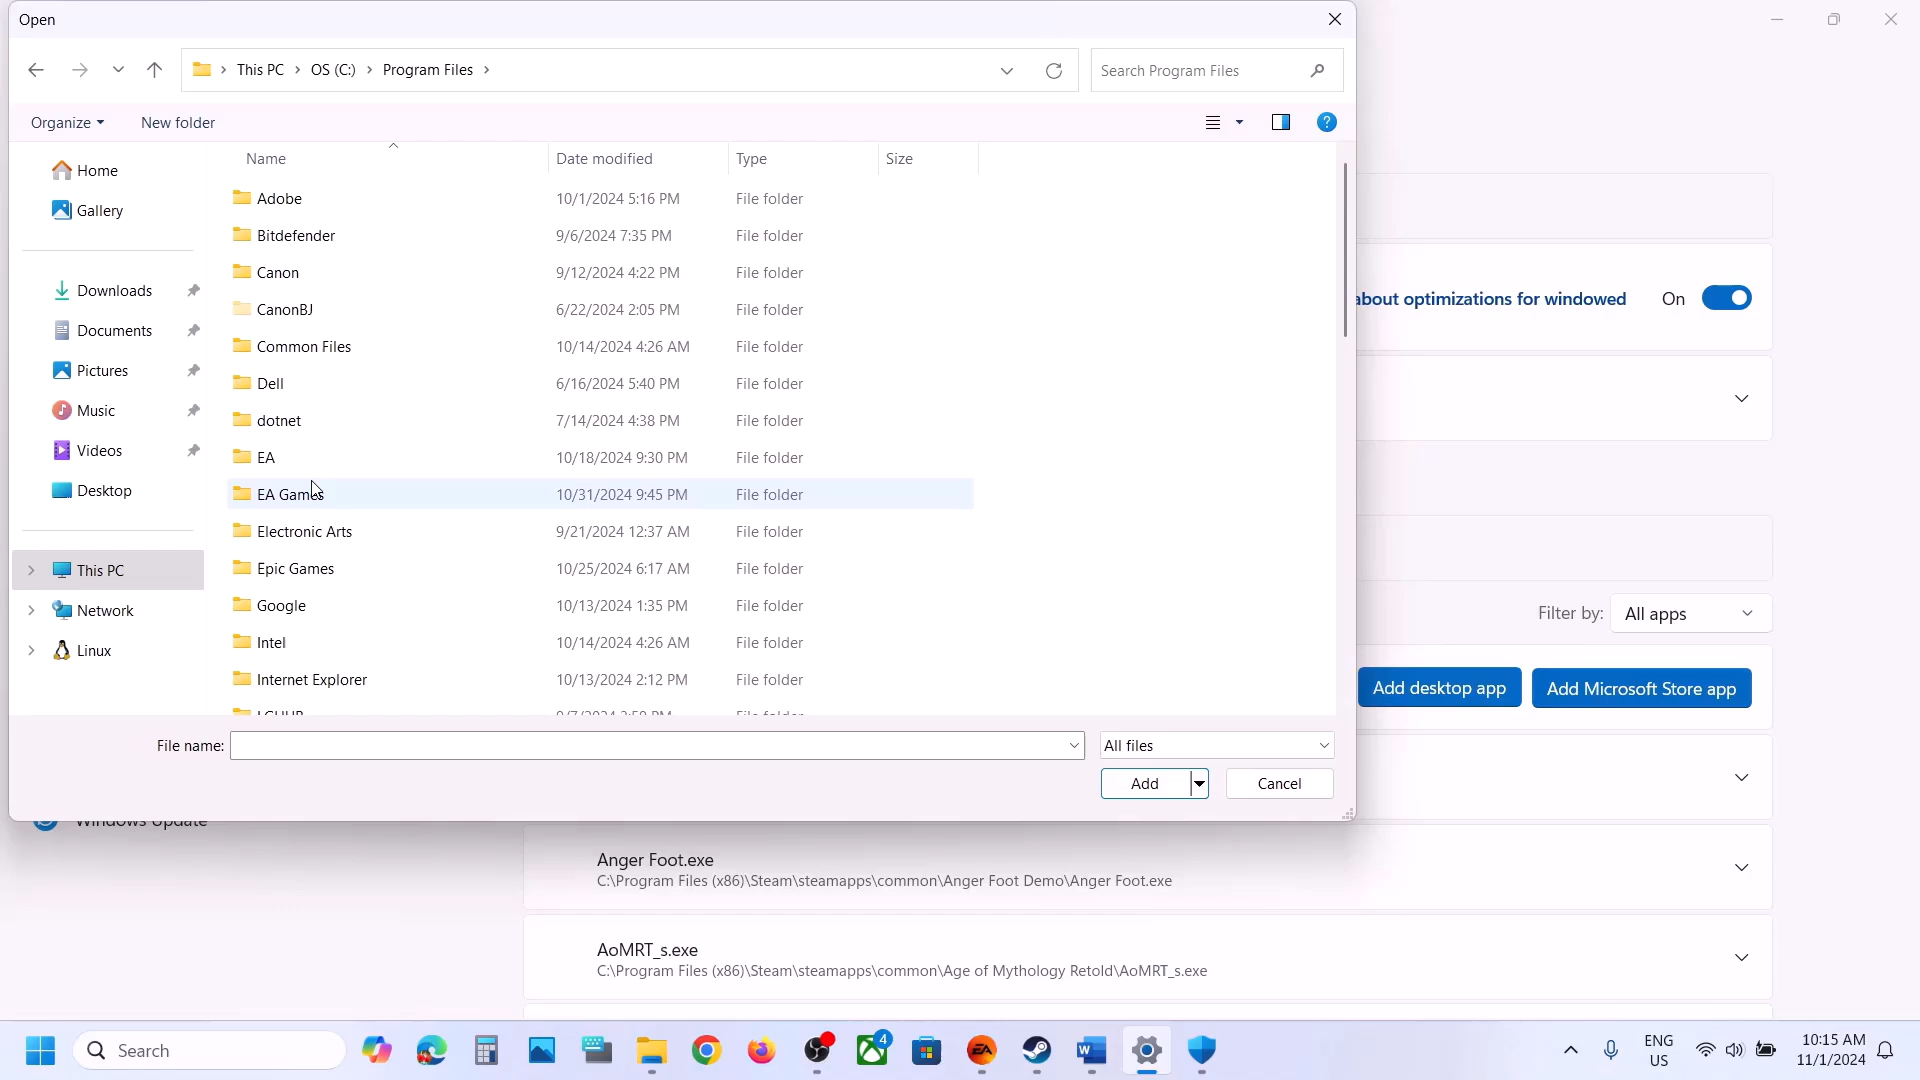 Open
This PC > OS (C:) > Program Files >
Search Program Files
Organize
New folder
Name Date modified Type Size
Home
Gallery
Downloads
Documents
Pictures
Music
Videos
Desktop
This PC
Network
Linux
Adobe 10/1/2024 5:16 PM File folder
Bitdefender 9/6/2024 7:35 PM File folder
Canon 9/12/2024 4:22 PM File folder
CanonBJ 6/22/2024 2:05 PM File folder
Common Files 10/14/2024 4:26 AM File folder
Dell 6/16/2024 5:40 PM File folder
dotnet 7/14/2024 4:38 PM File folder
EA 10/18/2024 9:30 PM File folder
EA Games 10/31/2024 9:45 PM File folder
Electronic Arts 9/21/2024 12:37 AM File folder
Epic Games 10/25/2024 6:17 AM File folder
Google 10/13/2024 1:35 PM File folder
Intel 10/14/2024 4:26 AM File folder
Internet Explorer 10/13/2024 2:12 PM File folder
File name:
All files
Add
Cancel
about optimizations for windowed
On
Filter by: All apps
Add desktop app
Add Microsoft Store app
Windows Update
Anger Foot.exe
C:\Program Files (x86)\Steam\steamapps\common\Anger Foot Demo\Anger Foot.exe
AoMRT_s.exe
C:\Program Files (x86)\Steam\steamapps\common\Age of Mythology Retold\AoMRT_s.exe
Search
4
EA
W
ENG
US
10:15 AM
11/1/2024